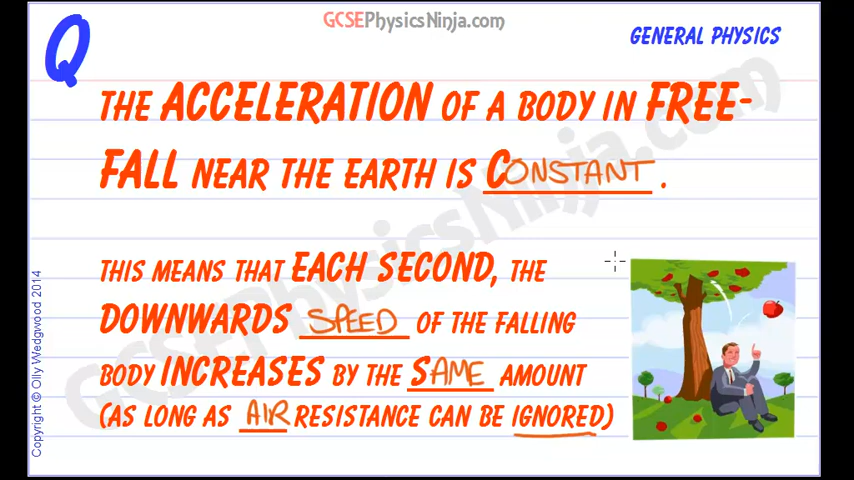 GCSEPhysicsNinja.com
Q
GENERAL PHYSICS
THE ACCELERATION OF A BODY IN FREE-
FALL NEAR THE EARTH IS CONSTANT.
THIS MEANS THAT EACH SECOND, THE
DOWNWARDS SPEED OF THE FALLING
BODY INCREASES BY THE SAME AMOUNT
(AS LONG AS AIR RESISTANCE CAN BE IGNORED)
Copyright © Olly Wedgwood 2014
GCSEPhysicsNinja.com